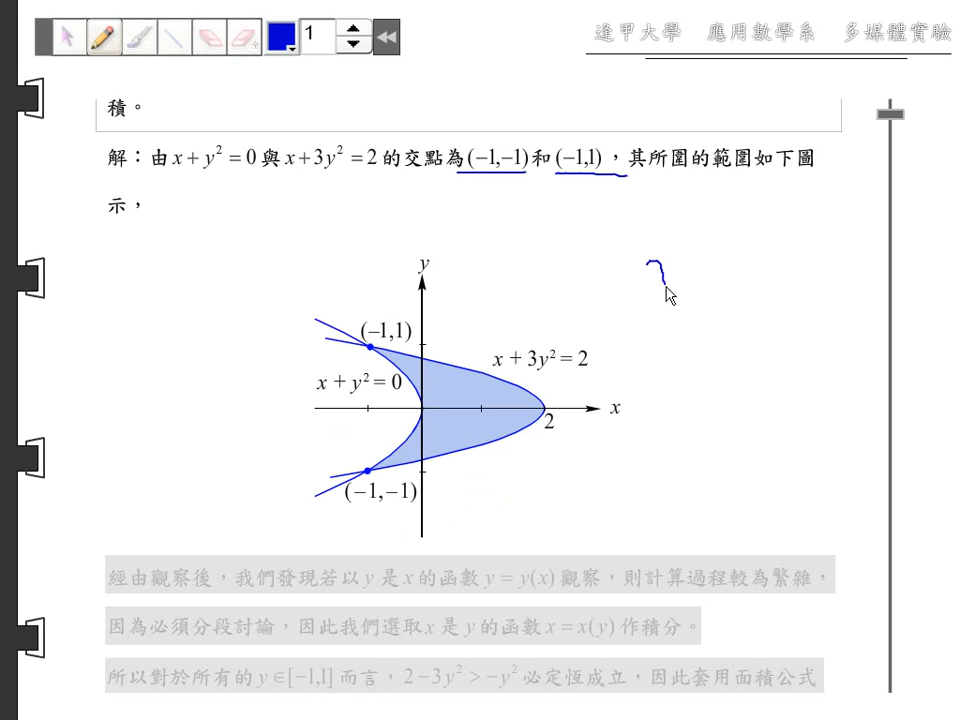 1
逢甲大學 應用數學系 多媒體實驗
積。
解：由 x + y² = 0 與 x + 3y² = 2 的交點為 (−1,−1) 和 (−1,1)，其所圍的範圍如下圖
示，
y
(−1,1)
x + 3y² = 2
x + y² = 0
x
2
(−1,−1)
經由觀察後，我們發現若以 y 是 x 的函數 y = y(x) 觀察，則計算過程較為繁雜，
因為必須分段討論，因此我們選取 x 是 y 的函數 x = x(y) 作積分。
所以對於所有的 y ∈ [−1,1] 而言，2 − 3y² > −y² 必定恆成立，因此套用面積公式